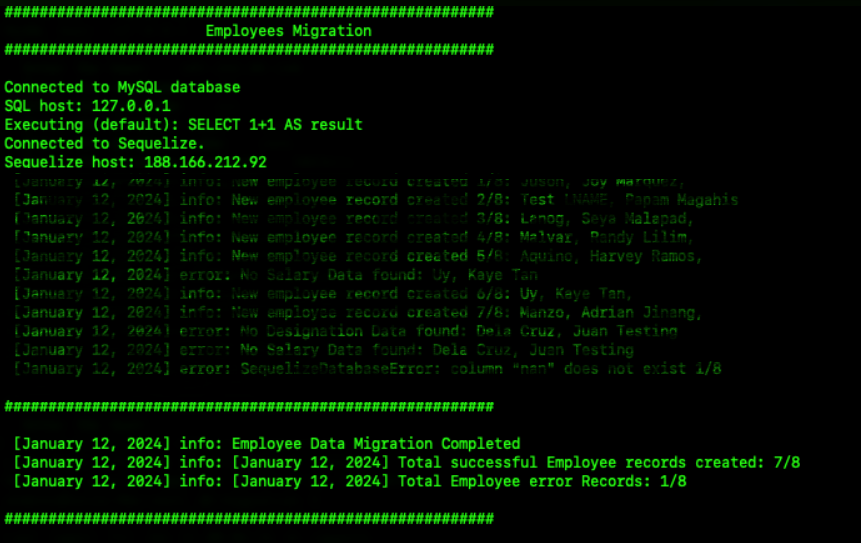 ########################################################
Employees Migration
########################################################
Connected to MySQL database
SQL host: 127.0.0.1
Executing (default): SELECT 1+1 AS result
Connected to Sequelize.
Sequelize host: 188.166.212.92
[January 12, 2024] info: New employee record created 1/8: Joy Marquez,
[January 12, 2024] info: New employee record created 2/8: Test LNAME, Magahis
[January 12, 2024] info: New employee record created 3/8: Malapad,
[January 12, 2024] info: New employee record created 4/8: Malvar, Lilim,
[January 12, 2024] info: New employee record created 5/8: Aquino, Harvey Ramos,
[January 12, 2024] error: No Salary Data found: Uy, Kaye Tan
[January 12, 2024] info: New employee record created 6/8: Uy, Kaye Tan,
[January 12, 2024] info: New employee record created 7/8: Manzo, Adrian
[January 12, 2024] error: No Designation Data found: Dela Cruz, Juan Testing
[January 12, 2024] error: No Salary Data found: Dela Cruz, Juan Testing
[January 12, 2024] error: SequelizeDatabaseError: column "nan" does not exist 1/8
########################################################
[January 12, 2024] info: Employee Data Migration Completed
[January 12, 2024] info: [January 12, 2024] Total successful Employee records created: 7/8
[January 12, 2024] info: [January 12, 2024] Total Employee error Records: 1/8
########################################################